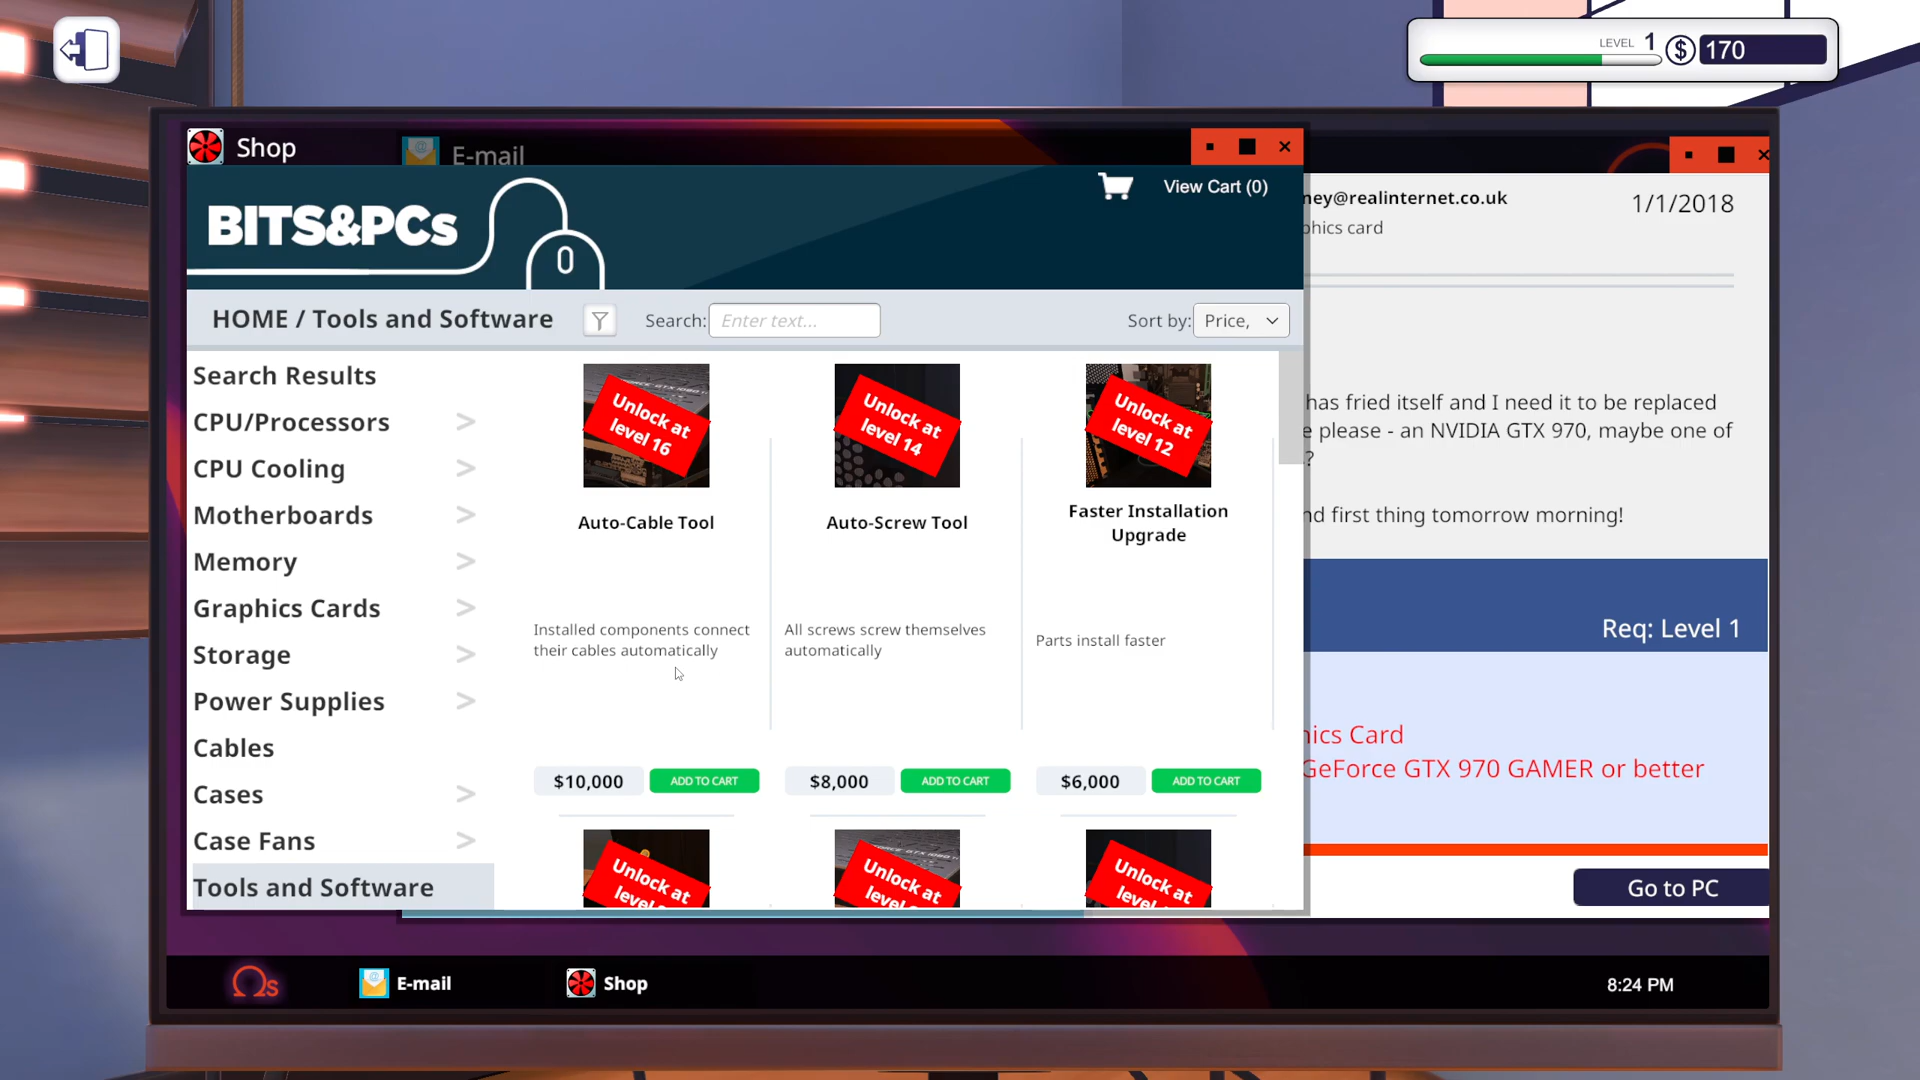 LEVEL 1
$ 170
Shop
E-mail
View Cart (0)
BITS&PCs
HOME / Tools and Software
Search:
Enter text...
Sort by:
Price,
Search Results
CPU/Processors >
CPU Cooling >
Motherboards >
Memory >
Graphics Cards >
Storage >
Power Supplies >
Cables
Cases >
Case Fans >
Tools and Software
Unlock at
level 16
Auto-Cable Tool
Installed components connect
their cables automatically
$10,000
ADD TO CART
Unlock at
level 14
Auto-Screw Tool
All screws screw themselves
automatically
$8,000
ADD TO CART
Unlock at
level 12
Faster Installation
Upgrade
Parts install faster
$6,000
ADD TO CART
Unlock at
level
Unlock at
level
Unlock at
level
ney@realinternet.co.uk
1/1/2018
phics card
has fried itself and I need it to be replaced
e please - an NVIDIA GTX 970, maybe one of
?
nd first thing tomorrow morning!
Req: Level 1
hics Card
GeForce GTX 970 GAMER or better
Go to PC
Ωs
E-mail
Shop
8:24 PM